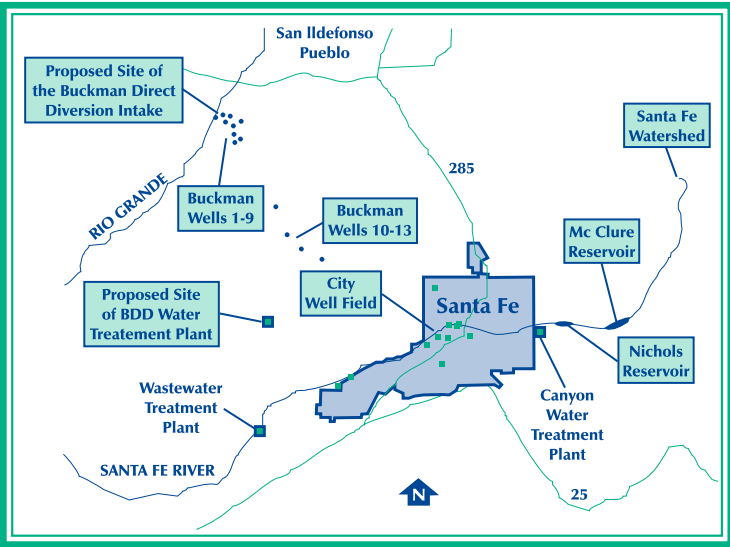 San Ildefonso
Pueblo
Proposed Site of
the Buckman Direct
Diversion Intake
Santa Fe
Watershed
285
RIO GRANDE
Buckman
Wells 1-9
Buckman
Wells 10-13
Mc Clure
Reservoir
City
Well Field
Proposed Site
of BDD Water
Treatement Plant
Santa Fe
Nichols
Reservoir
Wastewater
Treatment
Plant
Canyon
Water
Treatment
Plant
SANTA FE RIVER
N
25